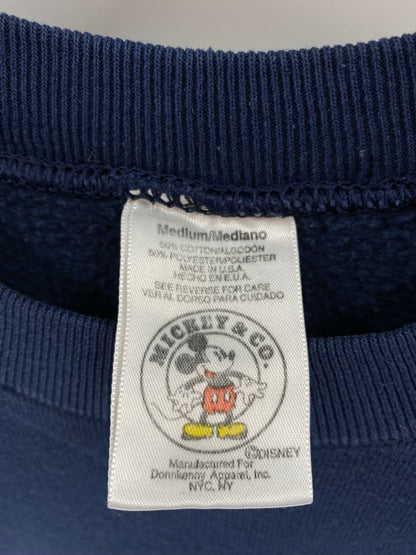 Medium/Mediano
50% COTTON/ALGODÓN
50% POLYESTER/POLIESTER
MADE IN U.S.A.
HECHO EN E.U.A.
SEE REVERSE FOR CARE
VER AL DORSO PARA CUIDADO
MICKEY & CO.
©DISNEY
Manufactured For
Donnkenny Apparel, Inc.
NYC, NY